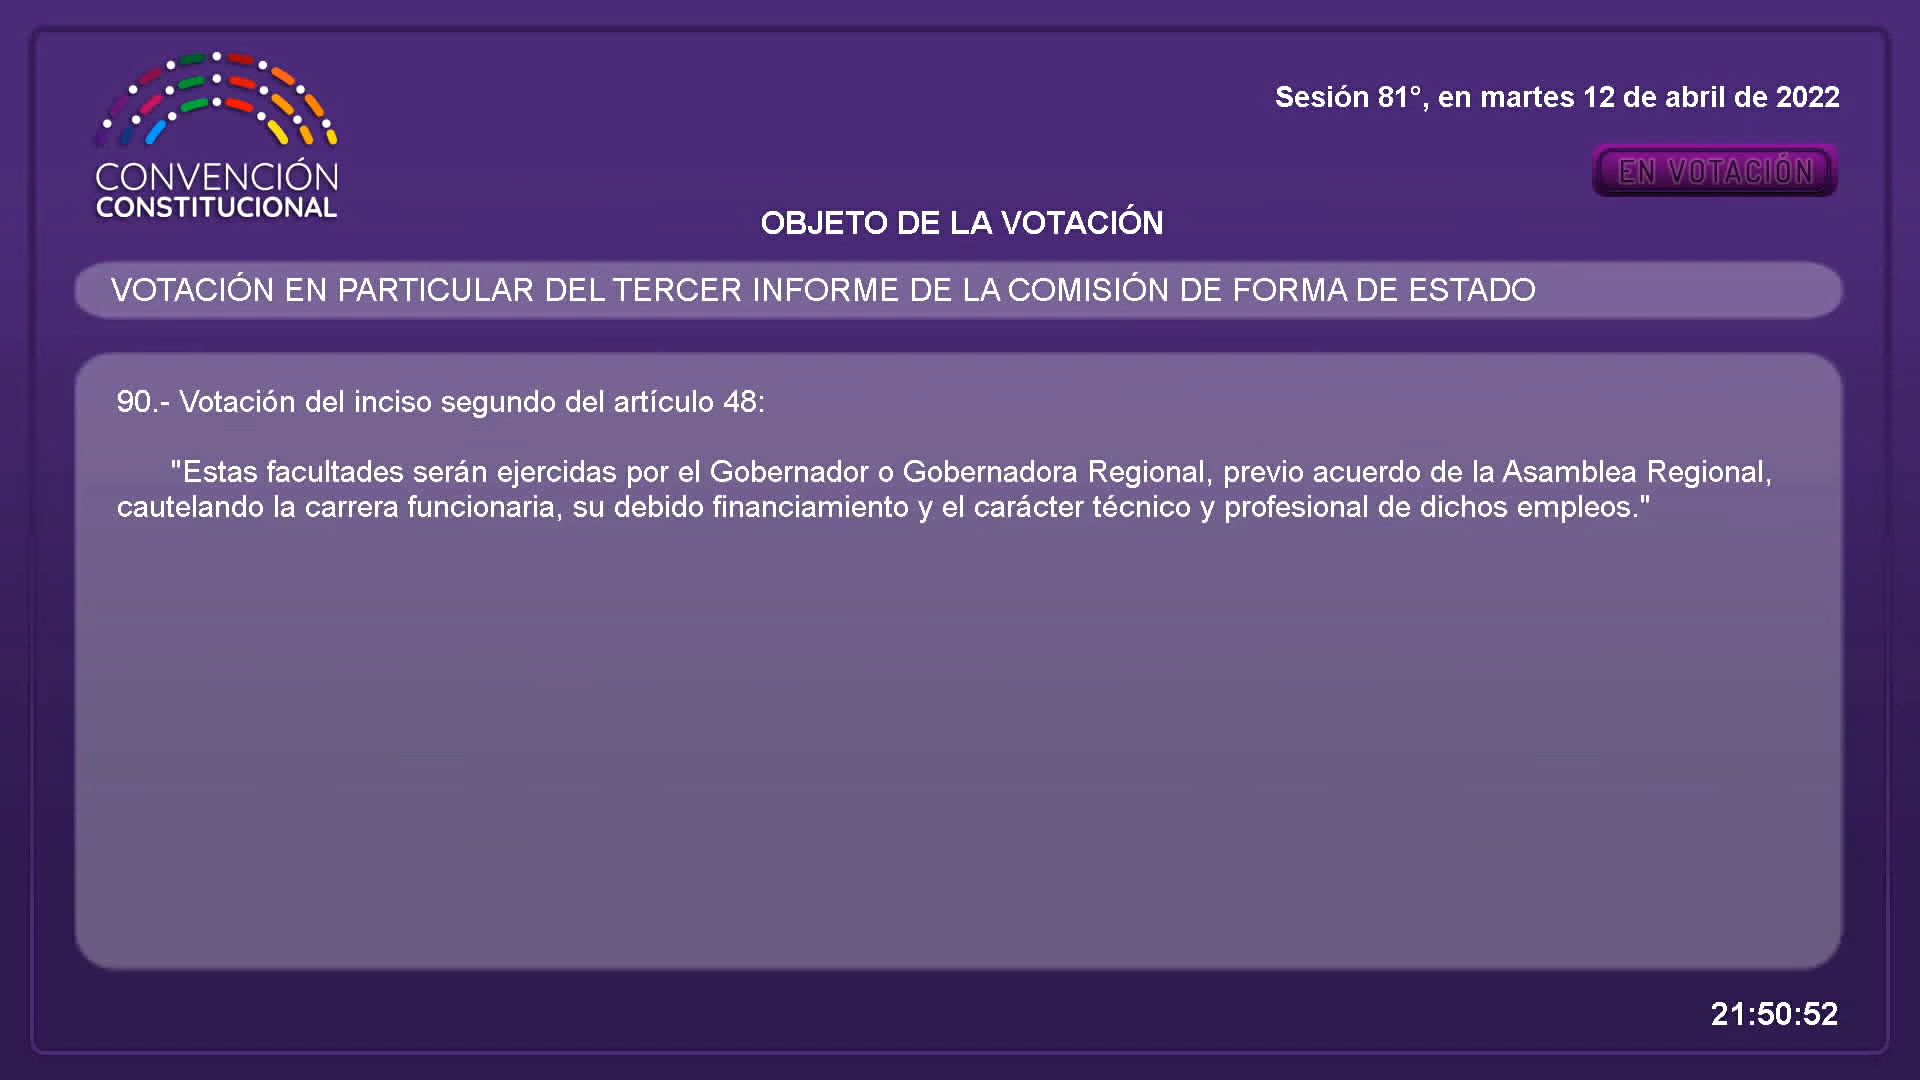 CONVENCIÓN
CONSTITUCIONAL
Sesión 81°, en martes 12 de abril de 2022
EN VOTACIÓN
OBJETO DE LA VOTACIÓN
VOTACIÓN EN PARTICULAR DEL TERCER INFORME DE LA COMISIÓN DE FORMA DE ESTADO
90.- Votación del inciso segundo del artículo 48:
"Estas facultades serán ejercidas por el Gobernador o Gobernadora Regional, previo acuerdo de la Asamblea Regional,
cautelando la carrera funcionaria, su debido financiamiento y el carácter técnico y profesional de dichos empleos."
21:50:52